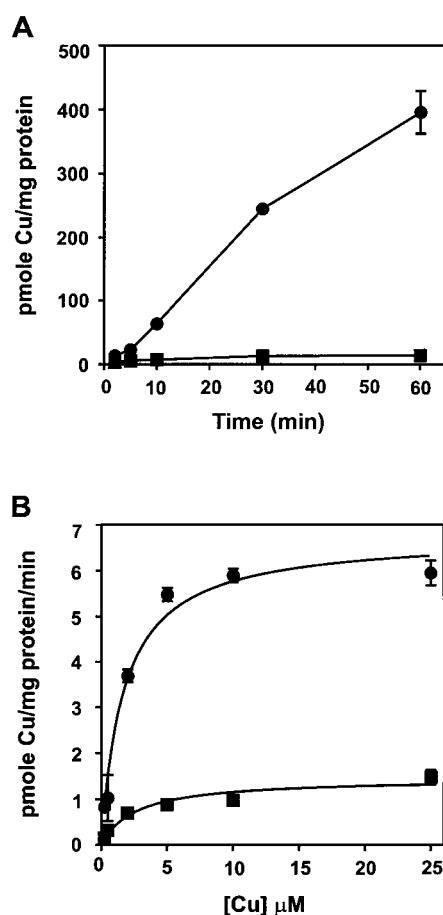 A
500
400
300
200
100
0
pmole Cu/mg protein
0 10 20 30 40 50 60
Time (min)
B
7
6
5
4
3
2
1
0
pmole Cu/mg protein/min
0 5 10 15 20 25
[Cu] μM